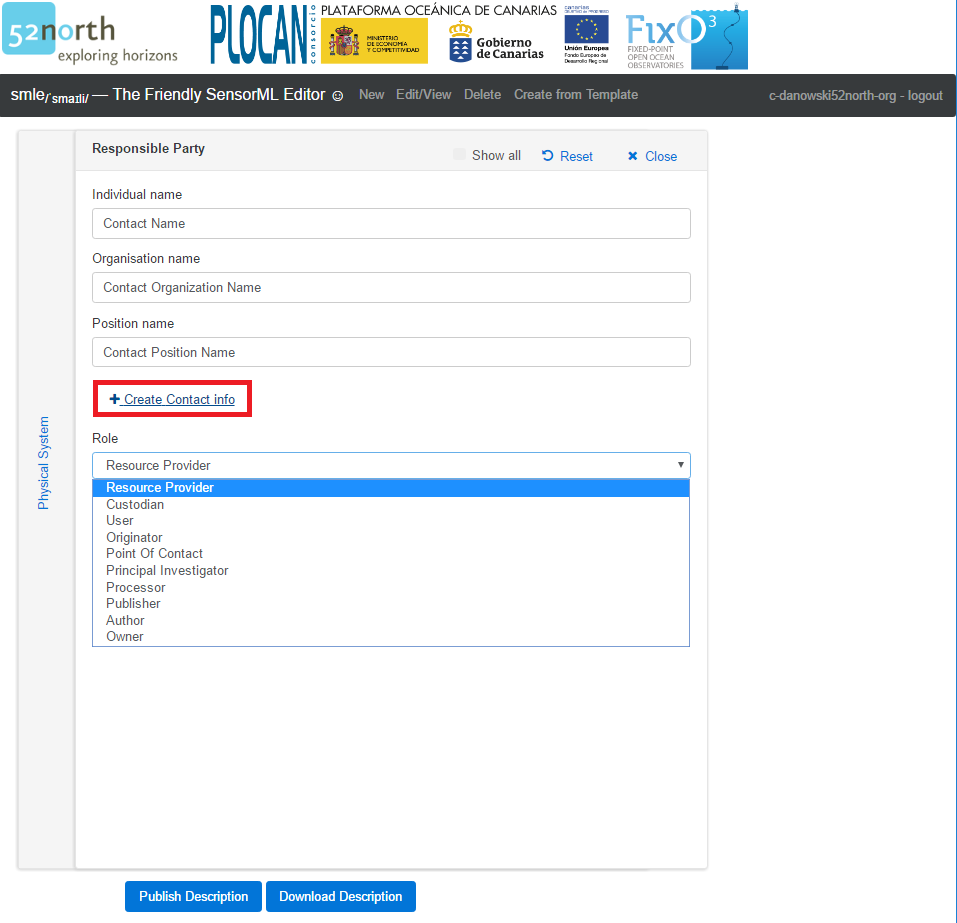 52north
exploring horizons
PLOCAN
consorcio
PLATAFORMA OCEÁNICA DE CANARIAS
MINISTERIO
DE ECONOMIA
Y COMPETITIVIDAD
Gobierno
de Canarias
canarias
Unión Europea
Fondo Europeo de
Desarrollo Regional
FixO3
FIXED-POINT
OPEN OCEAN
OBSERVATORIES
smle/ˈsmaɪli/ — The Friendly SensorML Editor ☺ New Edit/View Delete Create from Template c-danowski52north-org - logout
Responsible Party
Show all Reset Close
Individual name
Contact Name
Organisation name
Contact Organization Name
Position name
Contact Position Name
Create Contact info
Role
Resource Provider
Resource Provider
Custodian
User
Originator
Point Of Contact
Principal Investigator
Processor
Publisher
Author
Owner
Physical System
Publish Description Download Description